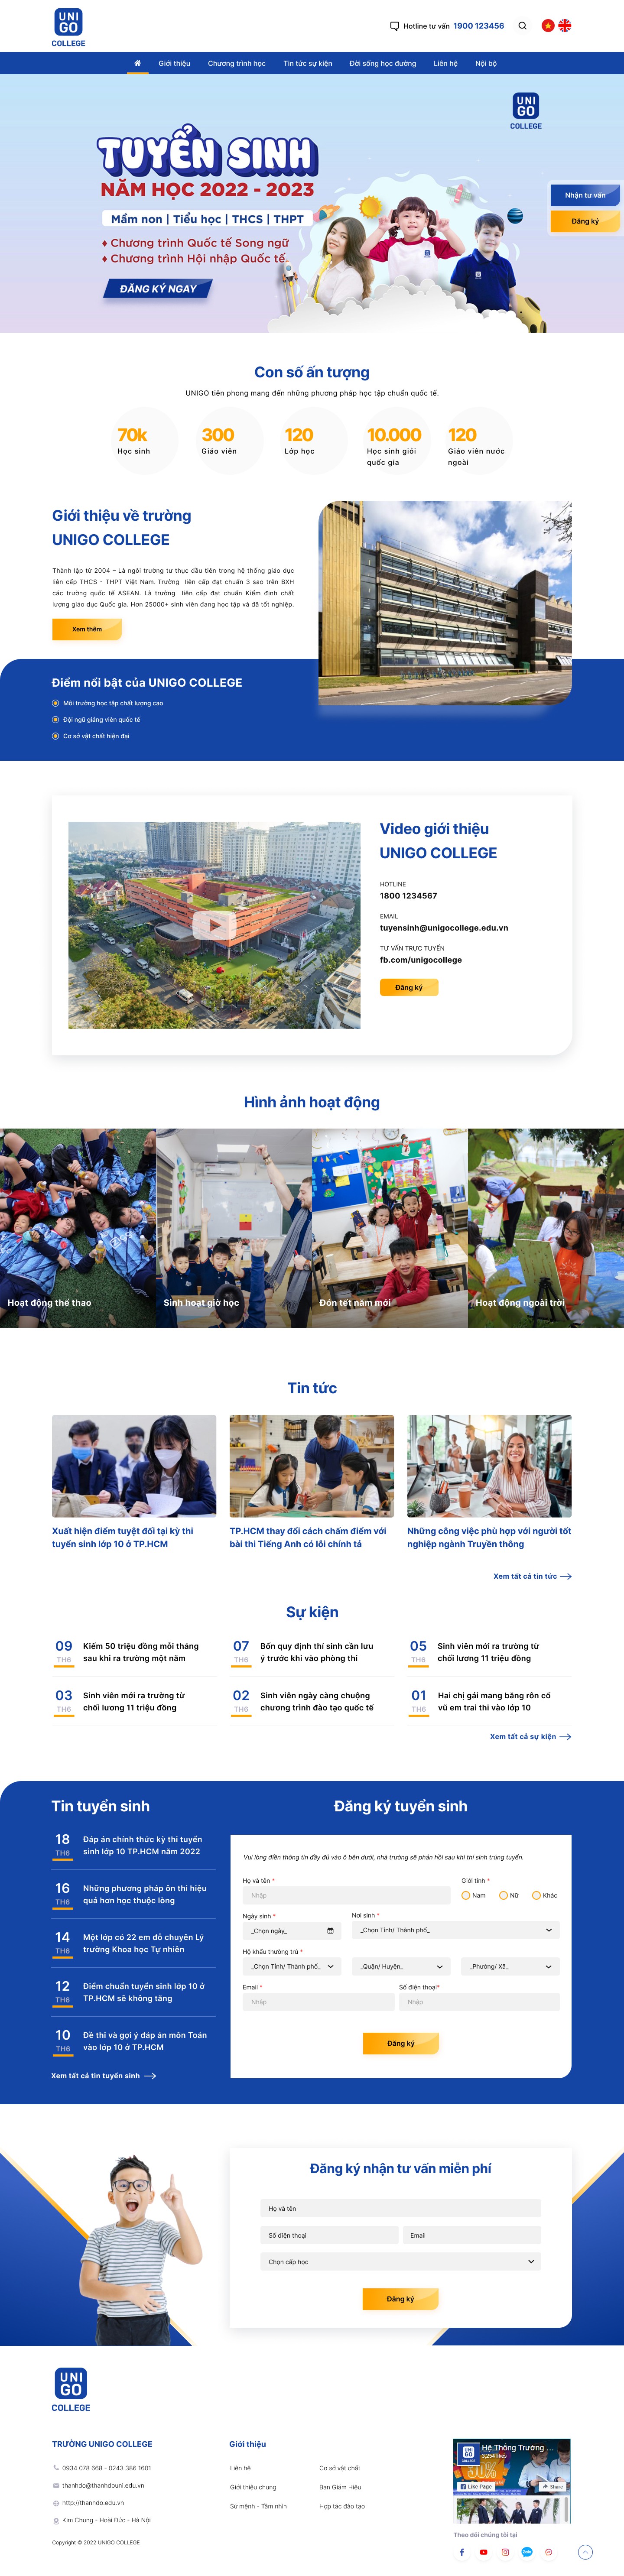 UNI
GO
COLLEGE
Hotline tư vấn 1900 123456
Giới thiệu
Chương trình học
Tin tức sự kiện
Đời sống học đường
Liên hệ
Nội bộ
UNI
GO
COLLEGE
TUYỂN SINH
NĂM HỌC 2022 - 2023
Mầm non | Tiểu học | THCS | THPT
Chương trình Quốc tế Song ngữ
Chương trình Hội nhập Quốc tế
ĐĂNG KÝ NGAY
Nhận tư vấn
Đăng ký
Con số ấn tượng
UNIGO tiên phong mang đến những phương pháp học tập chuẩn quốc tế.
70k
Học sinh
300
Giáo viên
120
Lớp học
10.000
Học sinh giỏi
quốc gia
120
Giáo viên nước
ngoài
Giới thiệu về trường
UNIGO COLLEGE
Thành lập từ 2004 – Là ngôi trường tư thục đầu tiên trong hệ thống giáo dục
liên cấp THCS - THPT Việt Nam. Trường liên cấp đạt chuẩn 3 sao trên BXH
các trường quốc tế ASEAN. Là trường liên cấp đạt chuẩn Kiểm định chất
lượng giáo dục Quốc gia. Hơn 25000+ sinh viên đang học tập và đã tốt nghiệp.
Xem thêm
Điểm nổi bật của UNIGO COLLEGE
Môi trường học tập chất lượng cao
Đội ngũ giảng viên quốc tế
Cơ sở vật chất hiện đại
Video giới thiệu
UNIGO COLLEGE
HOTLINE
1800 1234567
EMAIL
tuyensinh@unigocollege.edu.vn
TƯ VẤN TRỰC TUYẾN
fb.com/unigocollege
Đăng ký
Hình ảnh hoạt động
Hoạt động thể thao
Sinh hoạt giờ học
Đón tết năm mới
Hoạt động ngoài trời
Tin tức
Xuất hiện điểm tuyệt đối tại kỳ thi
tuyển sinh lớp 10 ở TP.HCM
TP.HCM thay đổi cách chấm điểm với
bài thi Tiếng Anh có lỗi chính tả
Những công việc phù hợp với người tốt
nghiệp ngành Truyền thông
Xem tất cả tin tức
Sự kiện
09
TH6
Kiếm 50 triệu đồng mỗi tháng
sau khi ra trường một năm
07
TH6
Bốn quy định thí sinh cần lưu
ý trước khi vào phòng thi
05
TH6
Sinh viên mới ra trường từ
chối lương 11 triệu đồng
03
TH6
Sinh viên mới ra trường từ
chối lương 11 triệu đồng
02
TH6
Sinh viên ngày càng chuộng
chương trình đào tạo quốc tế
01
TH6
Hai chị gái mang băng rôn cổ
vũ em trai thi vào lớp 10
Xem tất cả sự kiện
Tin tuyển sinh
18
TH6
Đáp án chính thức kỳ thi tuyển
sinh lớp 10 TP.HCM năm 2022
16
TH6
Những phương pháp ôn thi hiệu
quả hơn học thuộc lòng
14
TH6
Một lớp có 22 em đỗ chuyên Lý
trường Khoa học Tự nhiên
12
TH6
Điểm chuẩn tuyển sinh lớp 10 ở
TP.HCM sẽ không tăng
10
TH6
Đề thi và gợi ý đáp án môn Toán
vào lớp 10 ở TP.HCM
Xem tất cả tin tuyển sinh
Đăng ký tuyển sinh
Vui lòng điền thông tin đầy đủ vào ô bên dưới, nhà trường sẽ phản hồi sau khi thí sinh trúng tuyển.
Họ và tên *
Nhập
Giới tính *
Nam
Nữ
Khác
Ngày sinh *
_Chọn ngày_
Nơi sinh *
_Chọn Tỉnh/ Thành phố_
Hộ khẩu thường trú *
_Chọn Tỉnh/ Thành phố_
_Quận/ Huyện_
_Phường/ Xã_
Email *
Nhập
Số điện thoại*
Nhập
Đăng ký
Đăng ký nhận tư vấn miễn phí
Họ và tên
Số điện thoại
Email
Chọn cấp học
Đăng ký
UNI
GO
COLLEGE
TRƯỜNG UNIGO COLLEGE
0934 078 668 - 0243 386 1601
thanhdo@thanhdouni.edu.vn
http://thanhdo.edu.vn
Kim Chung - Hoài Đức - Hà Nội
Copyright © 2022 UNIGO COLLEGE
Giới thiệu
Liên hệ
Giới thiệu chung
Sứ mệnh - Tầm nhìn
Cơ sở vật chất
Ban Giám Hiệu
Hợp tác đào tạo
UNI
GO
COLLEGE
Hệ Thống Trường ...
3,254 likes
Like Page
Share
Theo dõi chúng tôi tại
Zalo